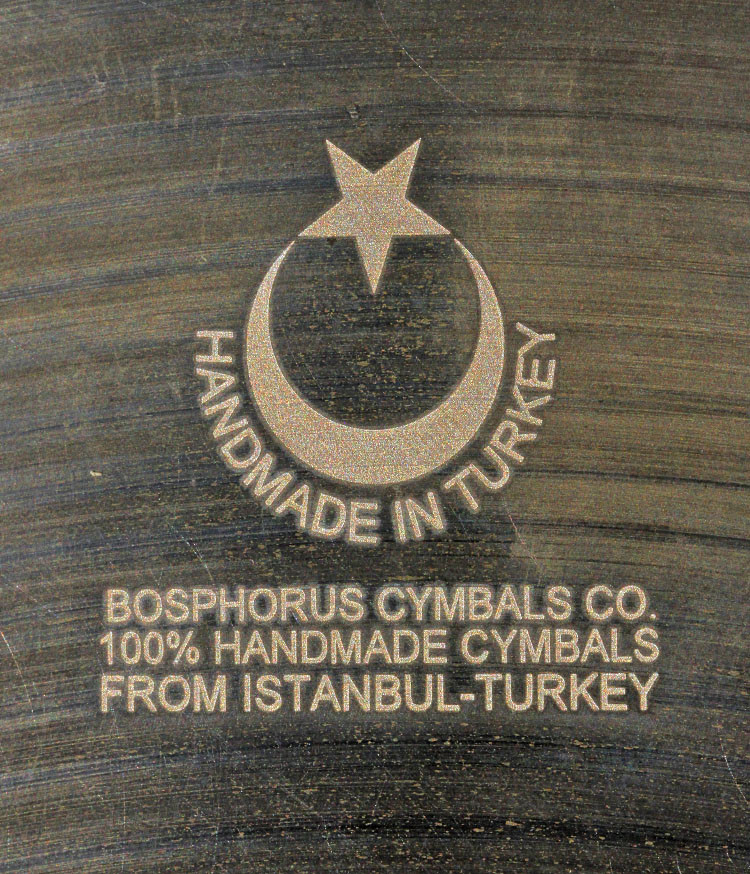 HANDMADE IN TURKEY
BOSPHORUS CYMBALS CO.
100% HANDMADE CYMBALS
FROM ISTANBUL-TURKEY